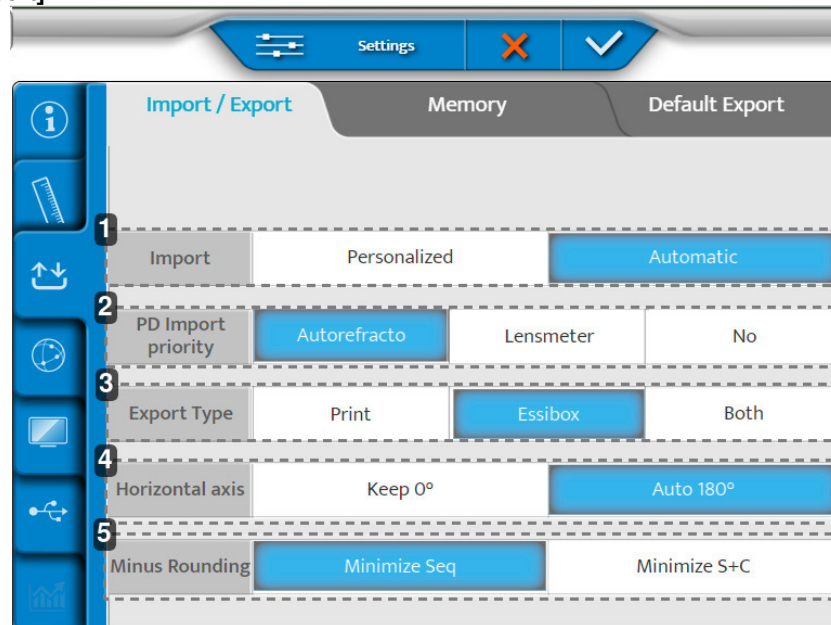 Settings
Import / Export Memory Default Export
1
Import Personalized Automatic
2
PD Import
priority
Autorefracto Lensmeter No
3
Export Type Print Essibox Both
4
Horizontal axis Keep 0° Auto 180°
5
Minus Rounding Minimize Seq Minimize S+C